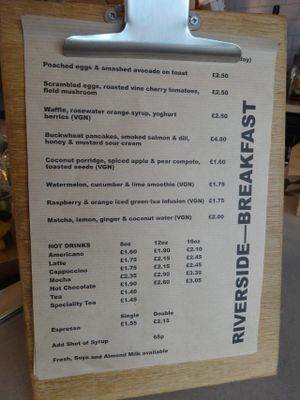 day)
Poached eggs & smashed avocado on toast £2.50
Scrambled eggs, roasted vine cherry tomatoes, £2.50
field mushroom
Waffle, rosewater orange syrup, yoghurt £2.50
berries (VGN)
Buckwheat pancakes, smoked salmon & dill, £4.00
honey & mustard sour cream
Coconut porridge, spiced apple & pear compote, £1.60
toasted seeds (VGN)
Watermelon, cucumber & lime smoothie (VGN) £1.75
Raspberry & orange iced green-tea infusion (VGN) £1.75
Matcha, lemon, ginger & coconut water (VGN) £2.00
HOT DRINKS 8oz 12oz 16oz
Americano £1.60 £1.90 £2.10
Latte £1.75 £2.15 £2.45
Cappuccino £1.75 £2.15 £2.45
Mocha £2.35 £2.90 £3.35
Hot Chocolate £1.90 £2.60 £3.05
Tea £1.40
Speciality Tea £1.45
Single Double
Espresso £1.55 £2.15
Add Shot of Syrup 65p
Fresh, Soya and Almond Milk available
RIVERSIDE—BREAKFAST